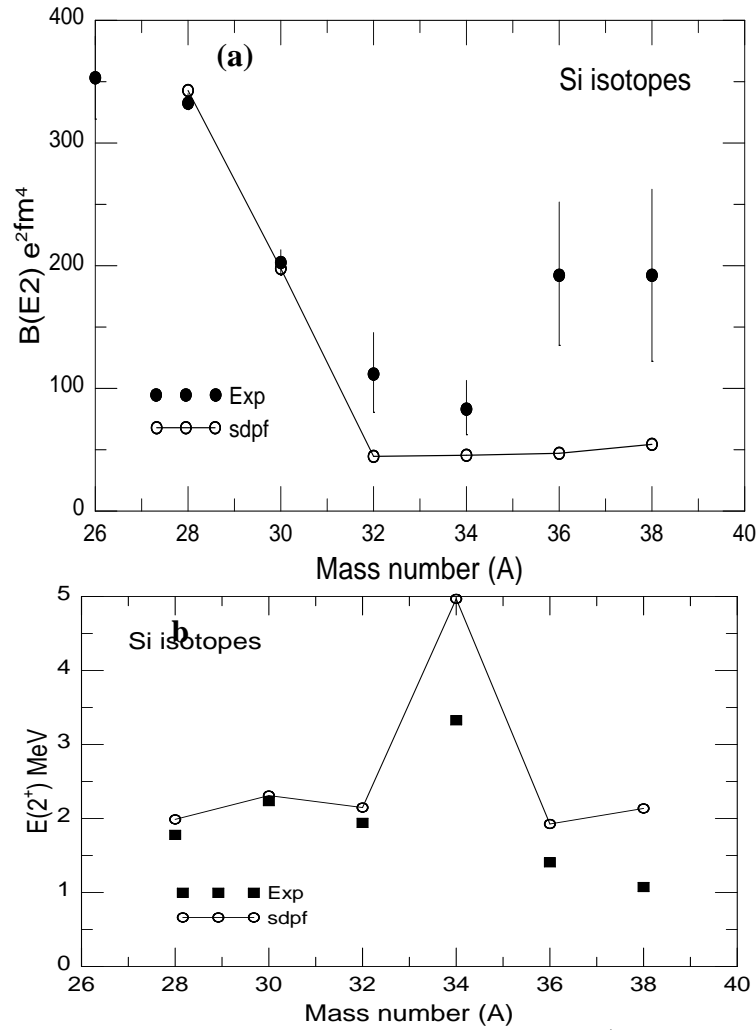 400
(a)
Si isotopes
300
200
100
0
B(E2) e²fm⁴
Exp
sdpf
26 28 30 32 34 36 38 40
Mass number (A)
5
Si isotopes
b
4
3
2
1
0
E(2⁺) MeV
Exp
sdpf
26 28 30 32 34 36 38 40
Mass number (A)